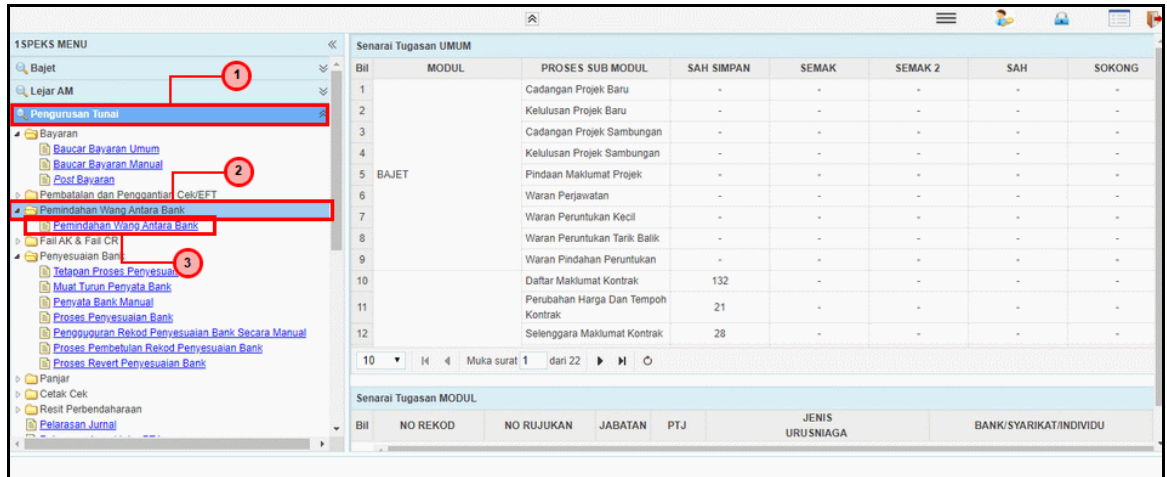 1SPEKS MENU
Bajet
1
Lejar AM
Pengurusan Tunai
Bayaran
Baucar Bayaran Umum
Baucar Bayaran Manual
2
Post Bayaran
Pembatalan dan Penggantian Cek/EFT
Pemindahan Wang Antara Bank
Pemindahan Wang Antara Bank
Fail AK & Fail CR
Penyesuaian Bank
3
Tetapan Proses Penyesuai
Muat Turun Penyata Bank
Penyata Bank Manual
Proses Penyesuaian Bank
Pengguguran Rekod Penyesuaian Bank Secara Manual
Proses Pembetulan Rekod Penyesuaian Bank
Proses Revert Penyesuaian Bank
Panjar
Cetak Cek
Resit Perbendaharaan
Pelarasan Jurnal
Senarai Tugasan UMUM
Bil MODUL PROSES SUB MODUL SAH SIMPAN SEMAK SEMAK 2 SAH SOKONG
1 Cadangan Projek Baru - - - - -
2 Kelulusan Projek Baru - - - - -
3 Cadangan Projek Sambungan - - - - -
4 Kelulusan Projek Sambungan - - - - -
5 BAJET Pindaan Maklumat Projek - - - - -
6 Waran Perjawatan - - - - -
7 Waran Peruntukan Kecil - - - - -
8 Waran Peruntukan Tarik Balik - - - - -
9 Waran Pindahan Peruntukan - - - - -
10 Daftar Maklumat Kontrak 132 - - - -
11 Perubahan Harga Dan Tempoh Kontrak 21 - - - -
12 Selenggara Maklumat Kontrak 28 - - - -
10 Muka surat 1 dari 22
Senarai Tugasan MODUL
Bil NO REKOD NO RUJUKAN JABATAN PTJ JENIS URUSNIAGA BANK/SYARIKAT/INDIVIDU